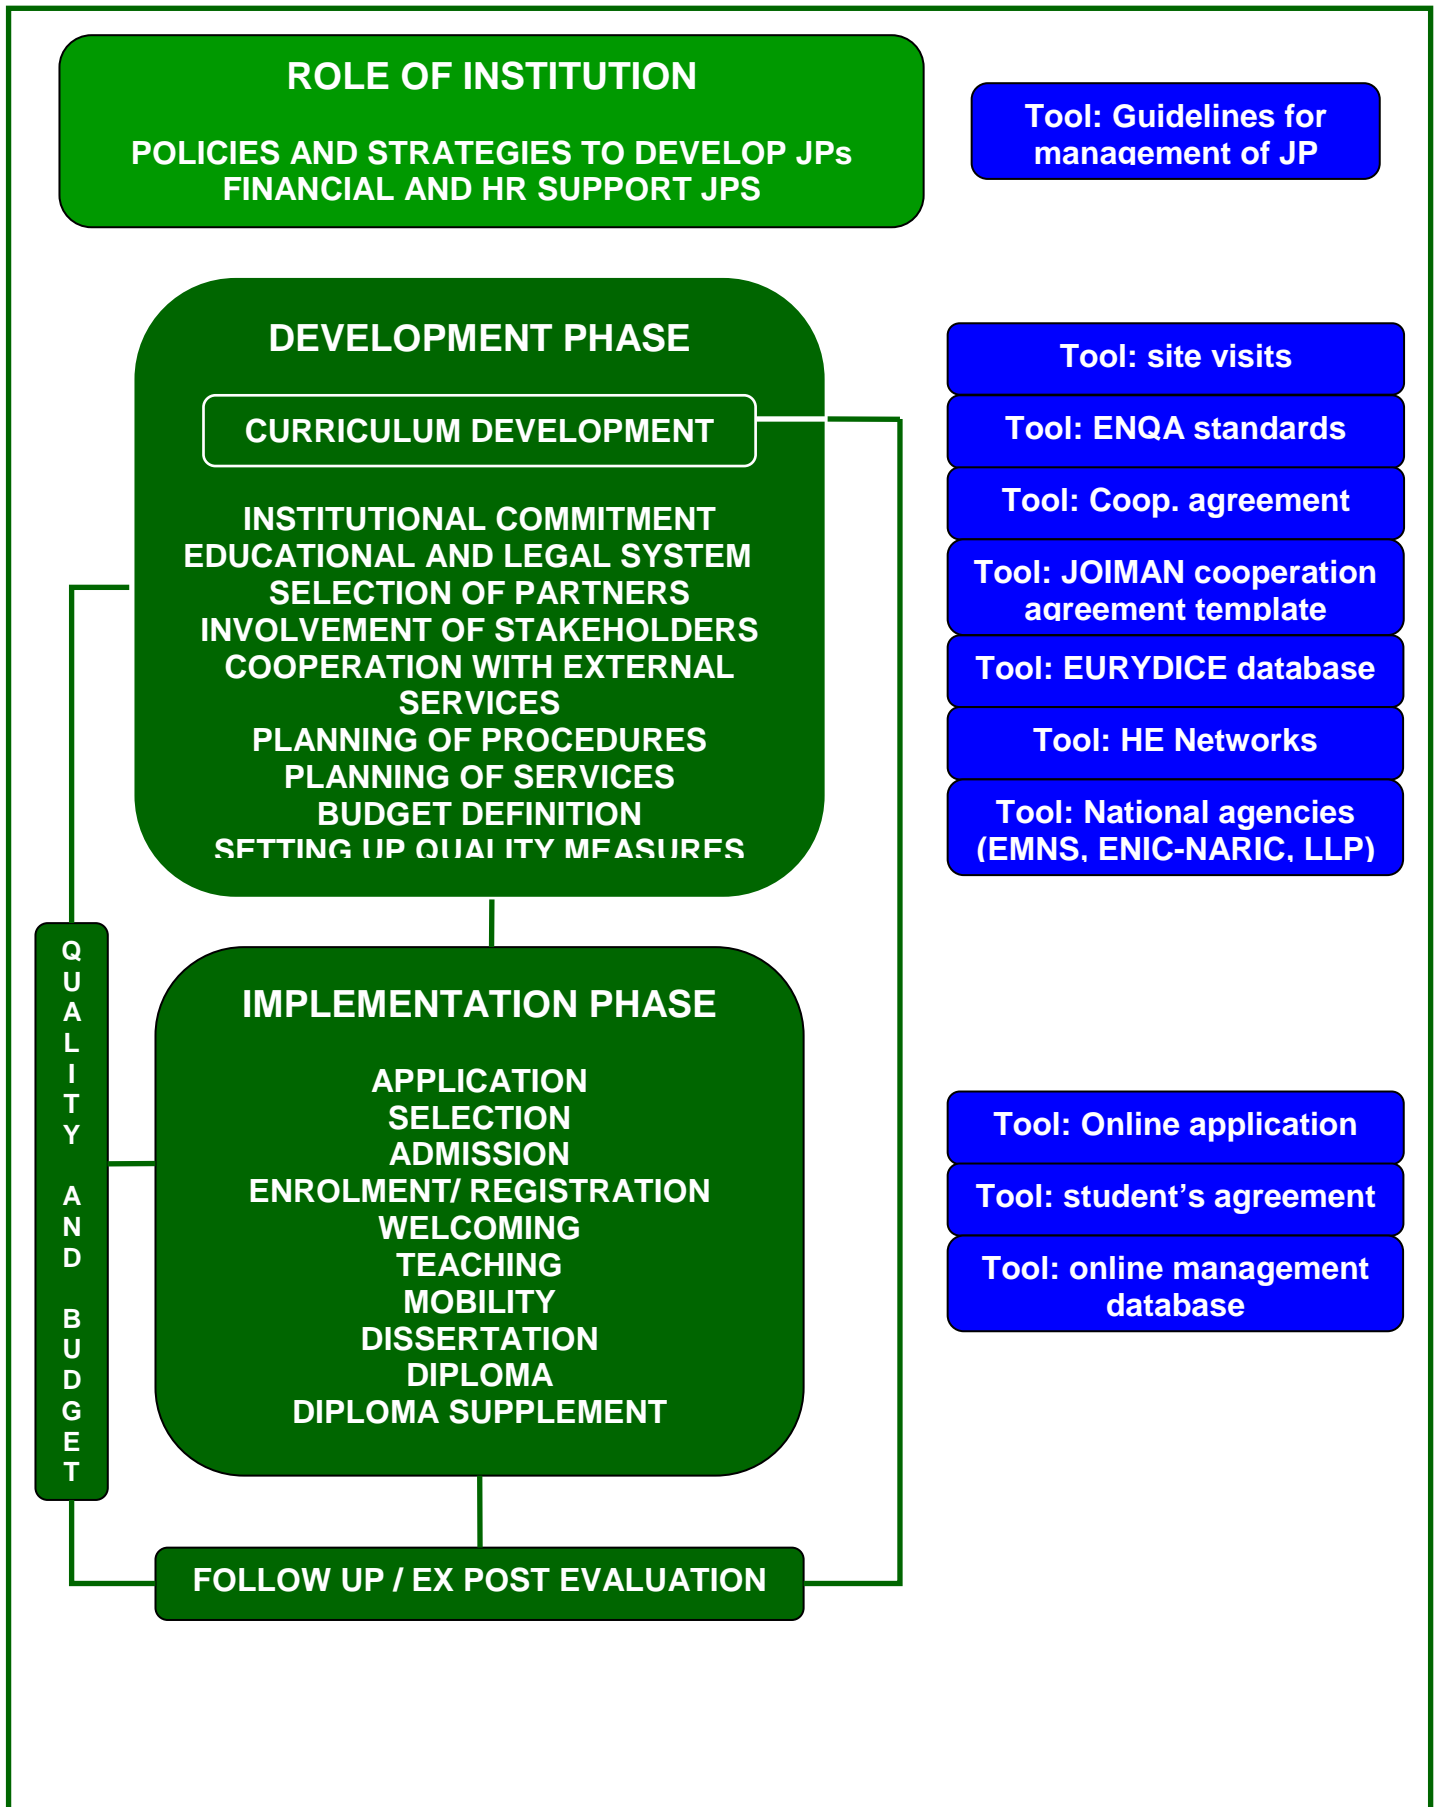 ROLE OF INSTITUTION
POLICIES AND STRATEGIES TO DEVELOP JPs
FINANCIAL AND HR SUPPORT JPS
Tool: Guidelines for
management of JP
DEVELOPMENT PHASE
CURRICULUM DEVELOPMENT
INSTITUTIONAL COMMITMENT
EDUCATIONAL AND LEGAL SYSTEM
SELECTION OF PARTNERS
INVOLVEMENT OF STAKEHOLDERS
COOPERATION WITH EXTERNAL
SERVICES
PLANNING OF PROCEDURES
PLANNING OF SERVICES
BUDGET DEFINITION
SETTING UP QUALITY MEASURES
Tool: site visits
Tool: ENQA standards
Tool: Coop. agreement
Tool: JOIMAN cooperation
agreement template
Tool: EURYDICE database
Tool: HE Networks
Tool: National agencies
(EMNS, ENIC-NARIC, LLP)
QUALITY AND BUDGET
IMPLEMENTATION PHASE
APPLICATION
SELECTION
ADMISSION
ENROLMENT/ REGISTRATION
WELCOMING
TEACHING
MOBILITY
DISSERTATION
DIPLOMA
DIPLOMA SUPPLEMENT
Tool: Online application
Tool: student’s agreement
Tool: online management
database
FOLLOW UP / EX POST EVALUATION